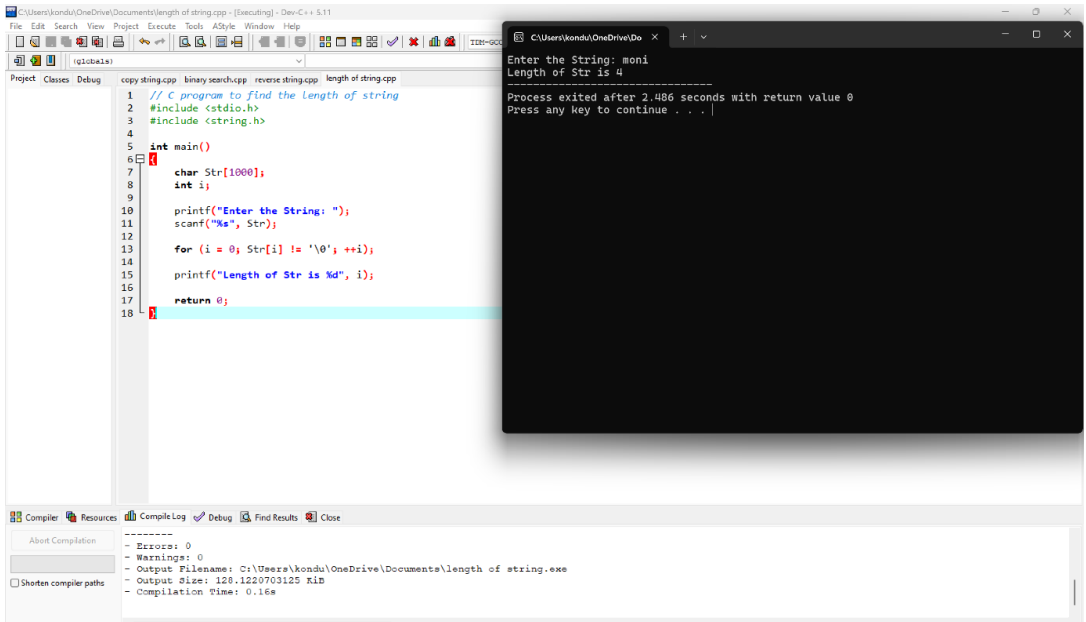 C:\Users\kondu\OneDrive\Documents\length of string.cpp - [Executing] - Dev-C++ 5.11
File Edit Search View Project Execute Tools AStyle Window Help
TDM-GCC
(globals)
Project Classes Debug
copy string.cpp binary search.cpp reverse string.cpp length of string.cpp
1 // C program to find the length of string
2 #include <stdio.h>
3 #include <string.h>
4
5 int main()
6 {
7 char Str[1000];
8 int i;
9
10 printf("Enter the String: ");
11 scanf("%s", Str);
12
13 for (i = 0; Str[i] != '\0'; ++i);
14
15 printf("Length of Str is %d", i);
16
17 return 0;
18 }
C:\Users\kondu\OneDrive\Do
Enter the String: moni
Length of Str is 4
--------------------------------
Process exited after 2.486 seconds with return value 0
Press any key to continue . . .
Compiler Resources Compile Log Debug Find Results Close
Abort Compilation
Shorten compiler paths
--------
- Errors: 0
- Warnings: 0
- Output Filename: C:\Users\kondu\OneDrive\Documents\length of string.exe
- Output Size: 128.1220703125 KiB
- Compilation Time: 0.16s